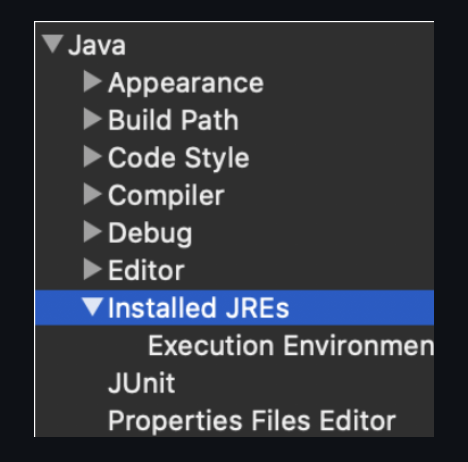 Java
Appearance
Build Path
Code Style
Compiler
Debug
Editor
Installed JREs
Execution Environmen
JUnit
Properties Files Editor